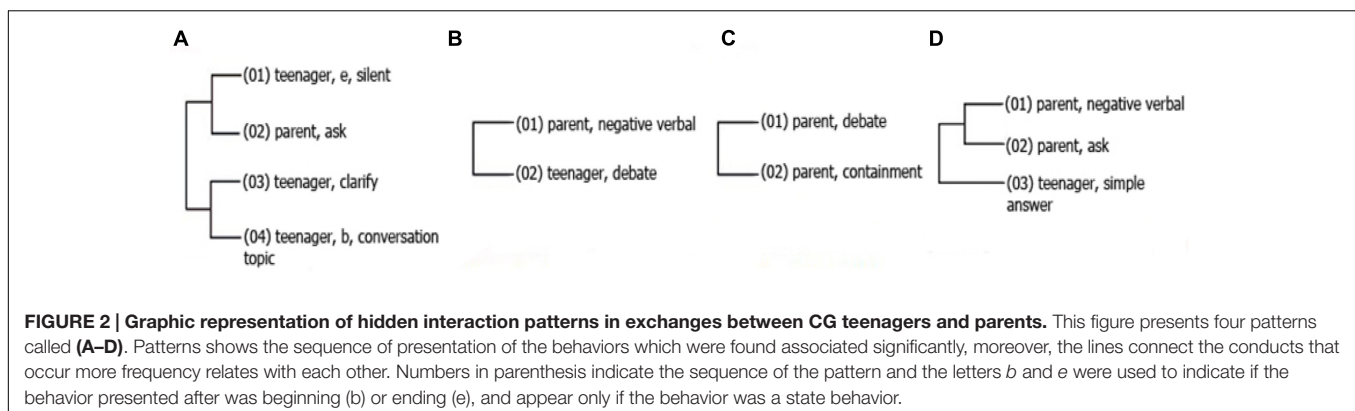 A
B
C
D
(01) teenager, e, silent
(02) parent, ask
(03) teenager, clarify
(04) teenager, b, conversation
topic
(01) parent, negative verbal
(02) teenager, debate
(01) parent, debate
(02) parent, containment
(01) parent, negative verbal
(02) parent, ask
(03) teenager, simple
answer
FIGURE 2 | Graphic representation of hidden interaction patterns in exchanges between CG teenagers and parents. This figure presents four patterns
called (A–D). Patterns shows the sequence of presentation of the behaviors which were found associated significantly, moreover, the lines connect the conducts that
occur more frequency relates with each other. Numbers in parenthesis indicate the sequence of the pattern and the letters b and e were used to indicate if the
behavior presented after was beginning (b) or ending (e), and appear only if the behavior was a state behavior.